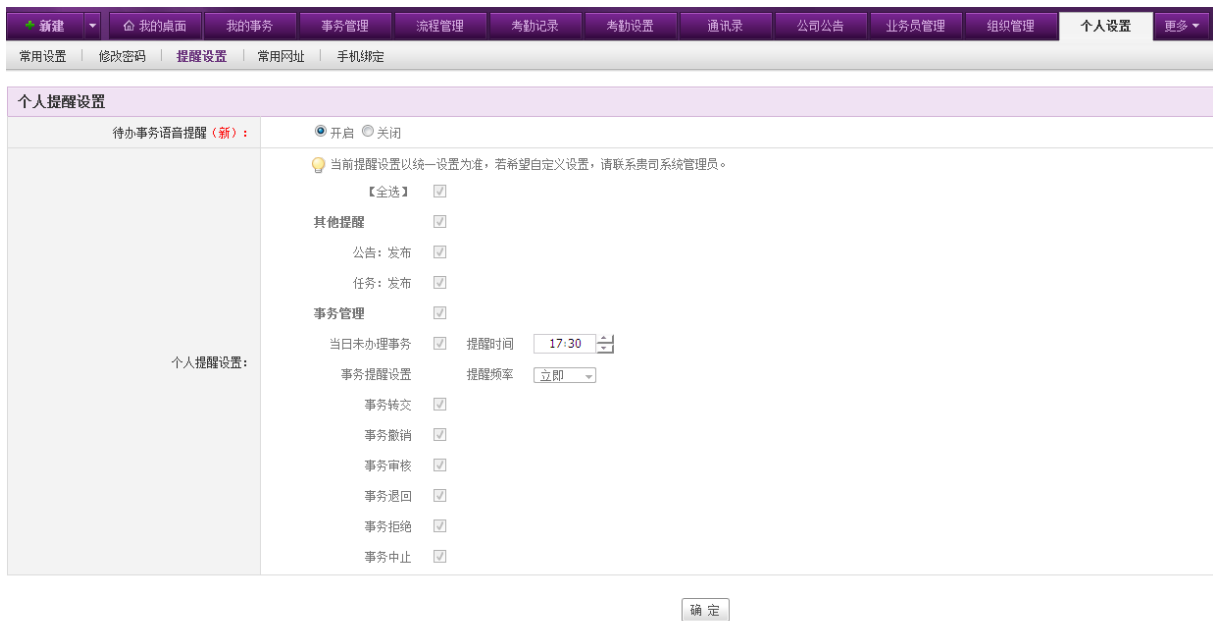 新建 我的桌面 我的事务 事务管理 流程管理 考勤记录 考勤设置 通讯录 公司公告 业务员管理 组织管理 个人设置 更多
常用设置 修改密码 提醒设置 常用网址 手机绑定
个人提醒设置
待办事务语音提醒（新）： 开启 关闭
当前提醒设置以统一设置为准，若希望自定义设置，请联系贵司系统管理员。
【全选】
其他提醒
公告：发布
任务：发布
事务管理
当日未办理事务 提醒时间 17:30
个人提醒设置：
事务提醒设置 提醒频率 立即
事务转交
事务撤销
事务审核
事务退回
事务拒绝
事务中止
确 定